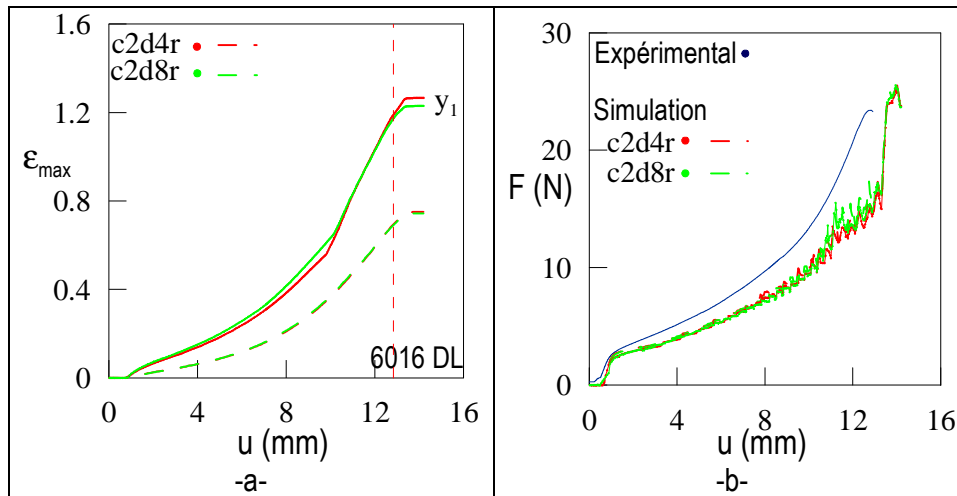 1.6
c2d4r
c2d8r
1.2
y1
εmax
0.8
0.4
6016 DL
0
0 4 8 12 16
u (mm)
-a-
30
Expérimental
Simulation
20
c2d4r
F (N)
c2d8r
10
0
0 4 8 12 16
u (mm)
-b-